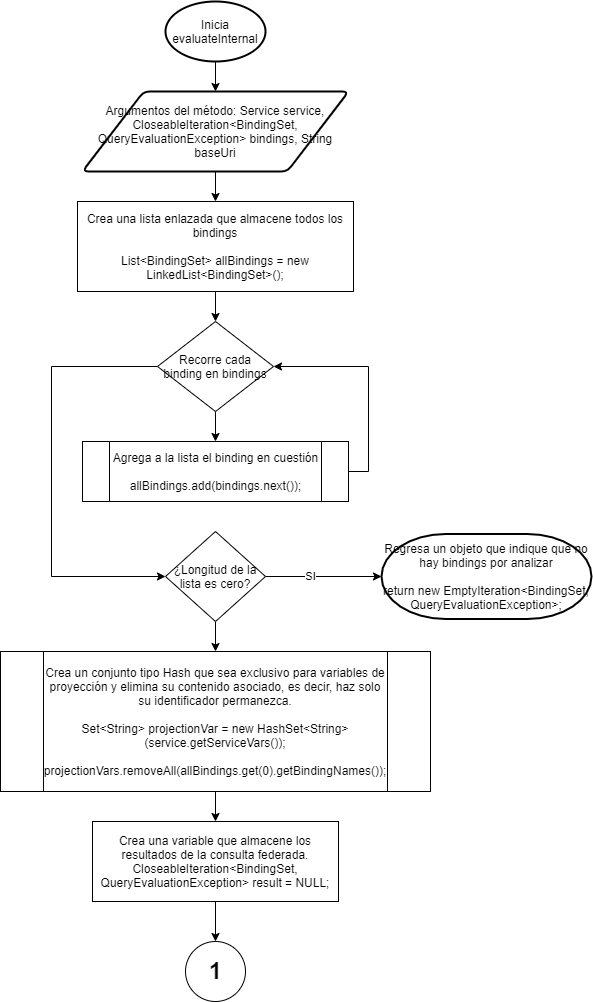 Inicia
evaluateInternal
Argumentos del método: Service service,
CloseableIteration<BindingSet,
QueryEvaluationException> bindings, String
baseUri
Crea una lista enlazada que almacene todos los
bindings
List<BindingSet> allBindings = new
LinkedList<BindingSet>();
Recorre cada
binding en bindings
Agrega a la lista el binding en cuestión
allBindings.add(bindings.next());
¿Longitud de la
lista es cero?
SI
Regresa un objeto que indique que no
hay bindings por analizar
return new EmptyIteration<BindingSet,
QueryEvaluationException>;
Crea un conjunto tipo Hash que sea exclusivo para variables de
proyección y elimina su contenido asociado, es decir, haz solo
su identificador permanezca.
Set<String> projectionVar = new HashSet<String>
(service.getServiceVars());
projectionVars.removeAll(allBindings.get(0).getBindingNames());
Crea una variable que almacene los
resultados de la consulta federada.
CloseableIteration<BindingSet,
QueryEvaluationException> result = NULL;
1